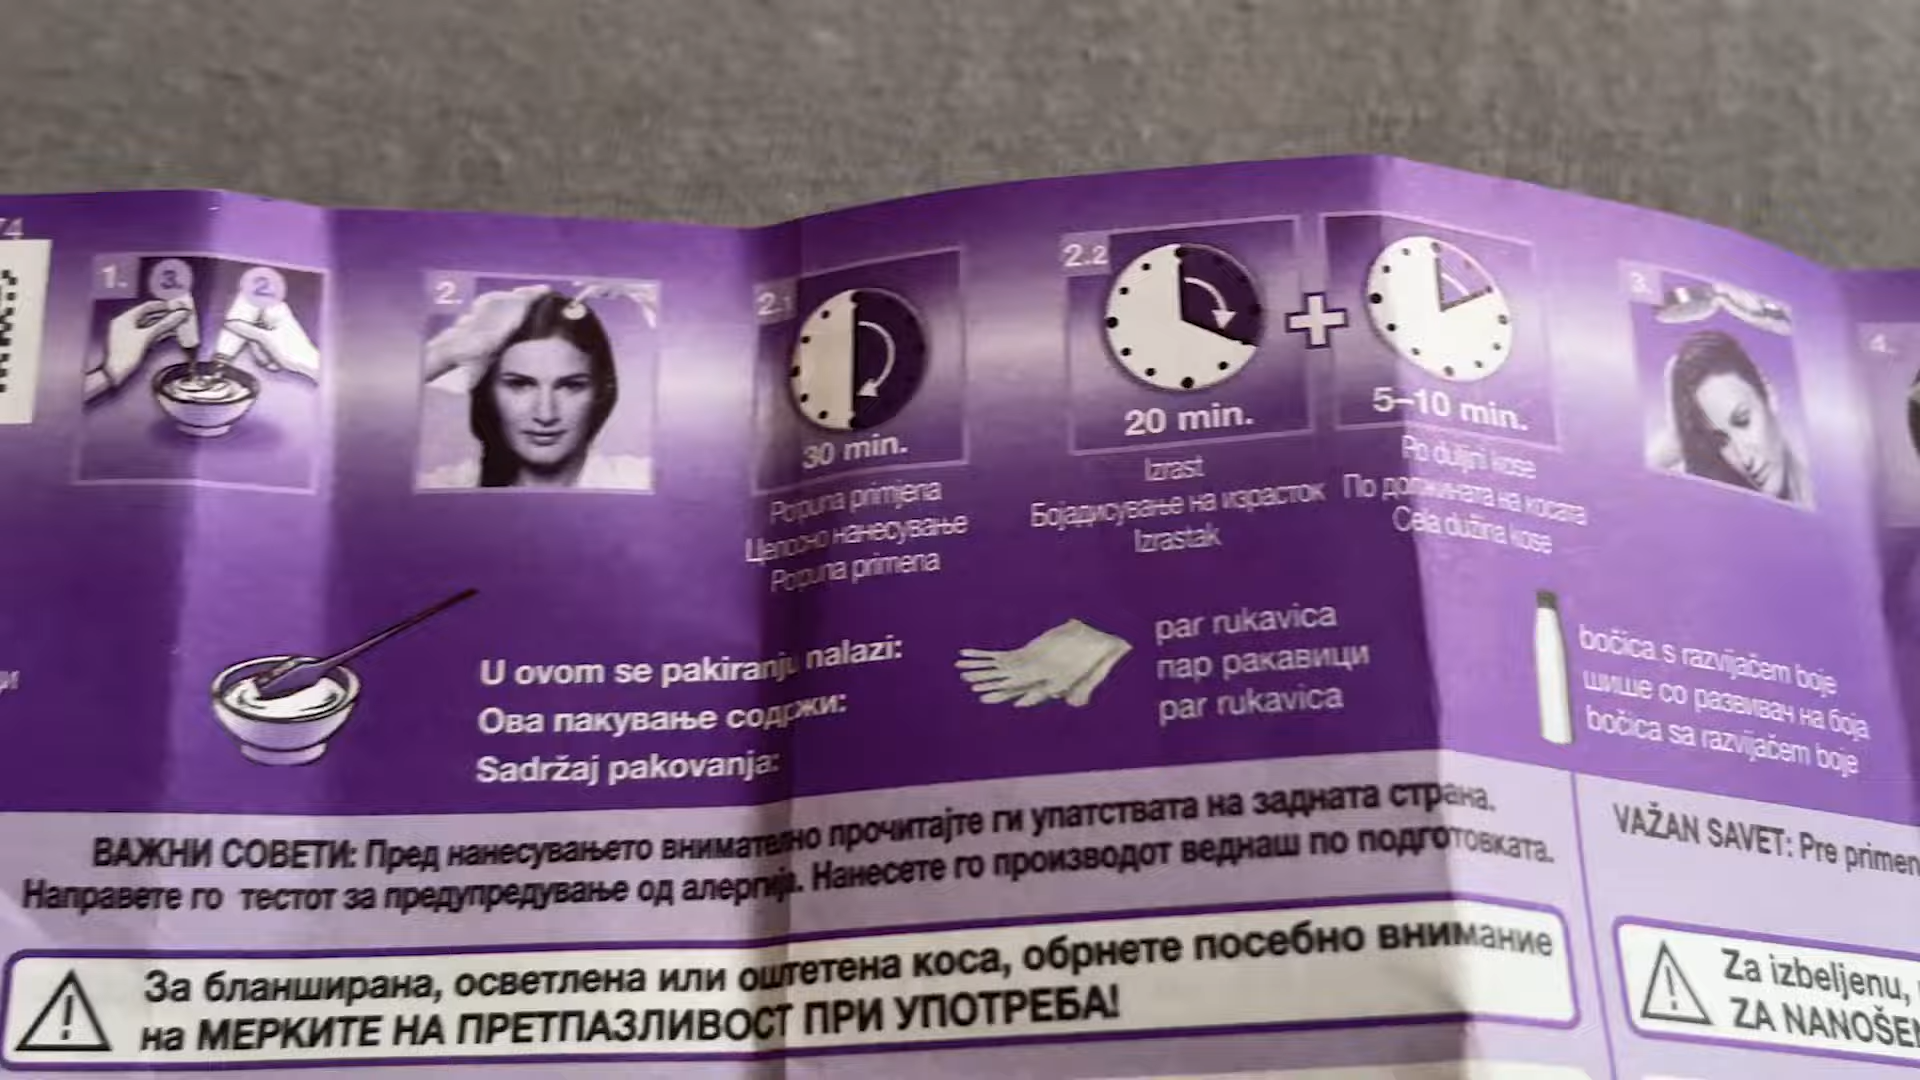 74
1.
3.
2.
2.
2.1
30 min.
Potpuna primjena
Целосно нанесување
Potpuna primena
2.2
20 min.
Izrast
Бојадисување на израсток
Izrastak
5–10 min.
Po duljini kose
По должината на косата
Cela dužina kose
3.
4.
U ovom se pakiranju nalazi:
Ова пакување содржи:
Sadržaj pakovanja:
par rukavica
пар ракавици
par rukavica
bočica s razvijačem boje
шише со развивач на боја
bočica sa razvijačem boje
ВАЖНИ СОВЕТИ: Пред нанесувањето внимателно прочитајте ги упатствата на задната страна.
Направете го тестот за предупредување од алергија. Нанесете го производот веднаш по подготовката.
За бланширана, осветлена или оштетена коса, обрнете посебно внимание
на МЕРКИТЕ НА ПРЕТПАЗЛИВОСТ ПРИ УПОТРЕБА!
VAŽAN SAVET: Pre primen
Za izbeljenu,
ZA NANOŠEN